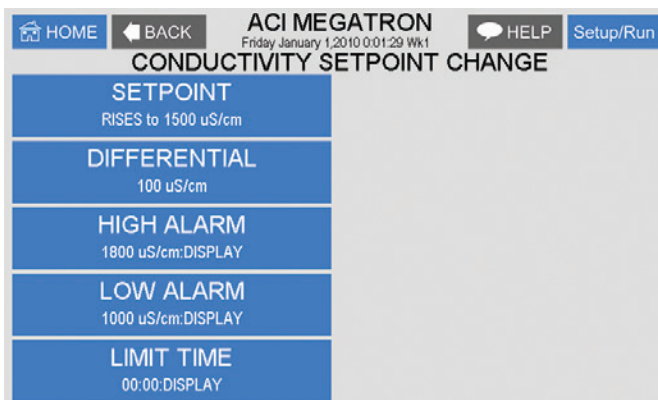 HOME
BACK
ACI MEGATRON
Friday January 1,2010 0:01:29 Wk1
HELP
Setup/Run
CONDUCTIVITY SETPOINT CHANGE
SETPOINT
RISES to 1500 uS/cm
DIFFERENTIAL
100 uS/cm
HIGH ALARM
1800 uS/cm:DISPLAY
LOW ALARM
1000 uS/cm:DISPLAY
LIMIT TIME
00:00:DISPLAY